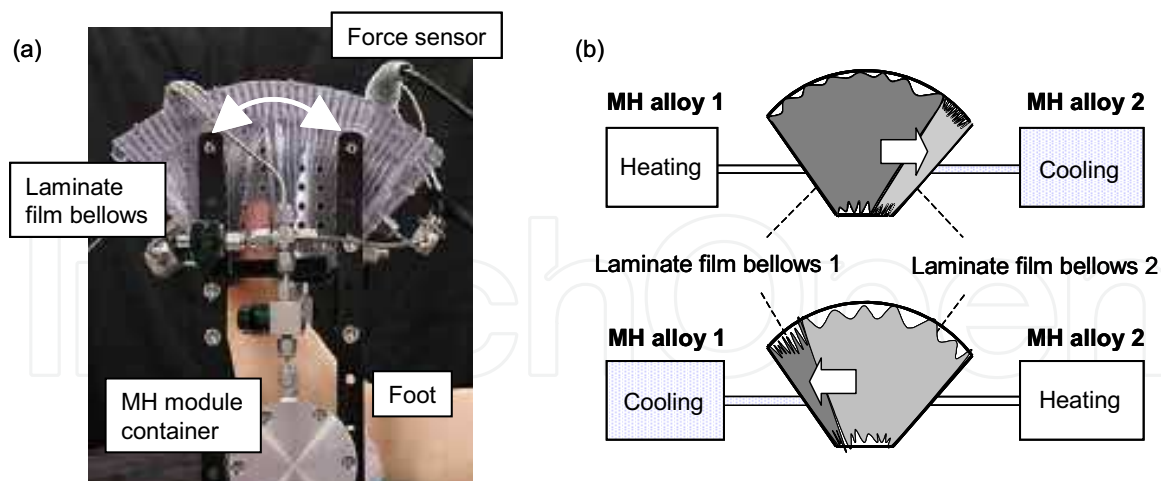 (a)
Force sensor
Laminate
film bellows
MH module
container
Foot
(b)
MH alloy 1
MH alloy 2
Heating
Cooling
Laminate film bellows 1
Laminate film bellows 2
MH alloy 1
MH alloy 2
Cooling
Heating